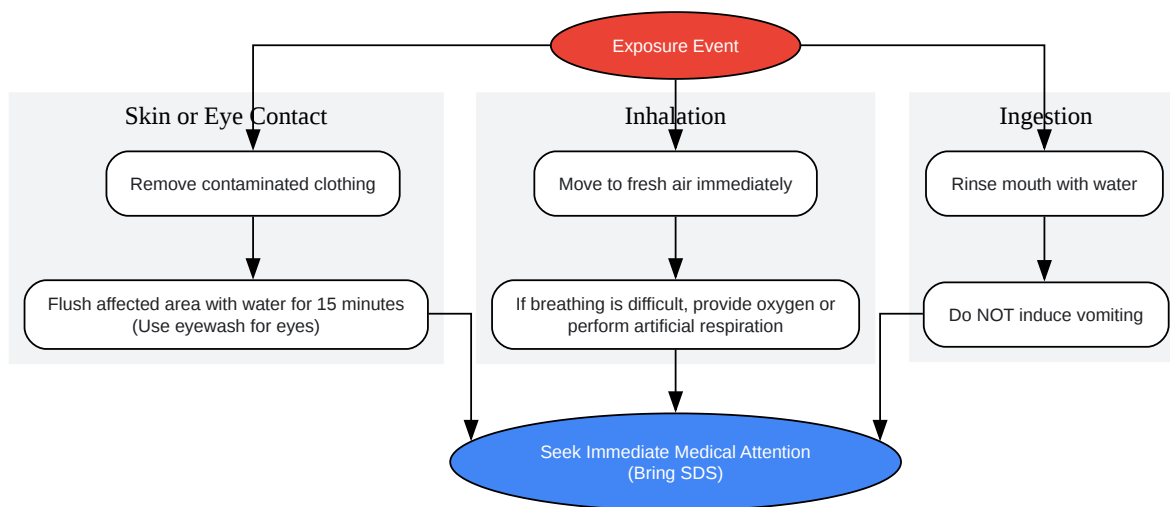 Exposure Event
Skin or Eye Contact
Remove contaminated clothing
Flush affected area with water for 15 minutes
(Use eyewash for eyes)
Inhalation
Move to fresh air immediately
If breathing is difficult, provide oxygen or
perform artificial respiration
Ingestion
Rinse mouth with water
Do NOT induce vomiting
Seek Immediate Medical Attention
(Bring SDS)